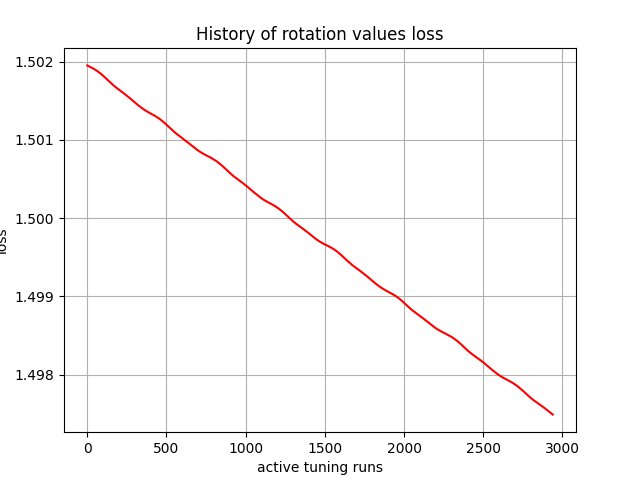 History of rotation values loss
1.502
1.501
1.500
1.499
1.498
loss
0 500 1000 1500 2000 2500 3000
active tuning runs